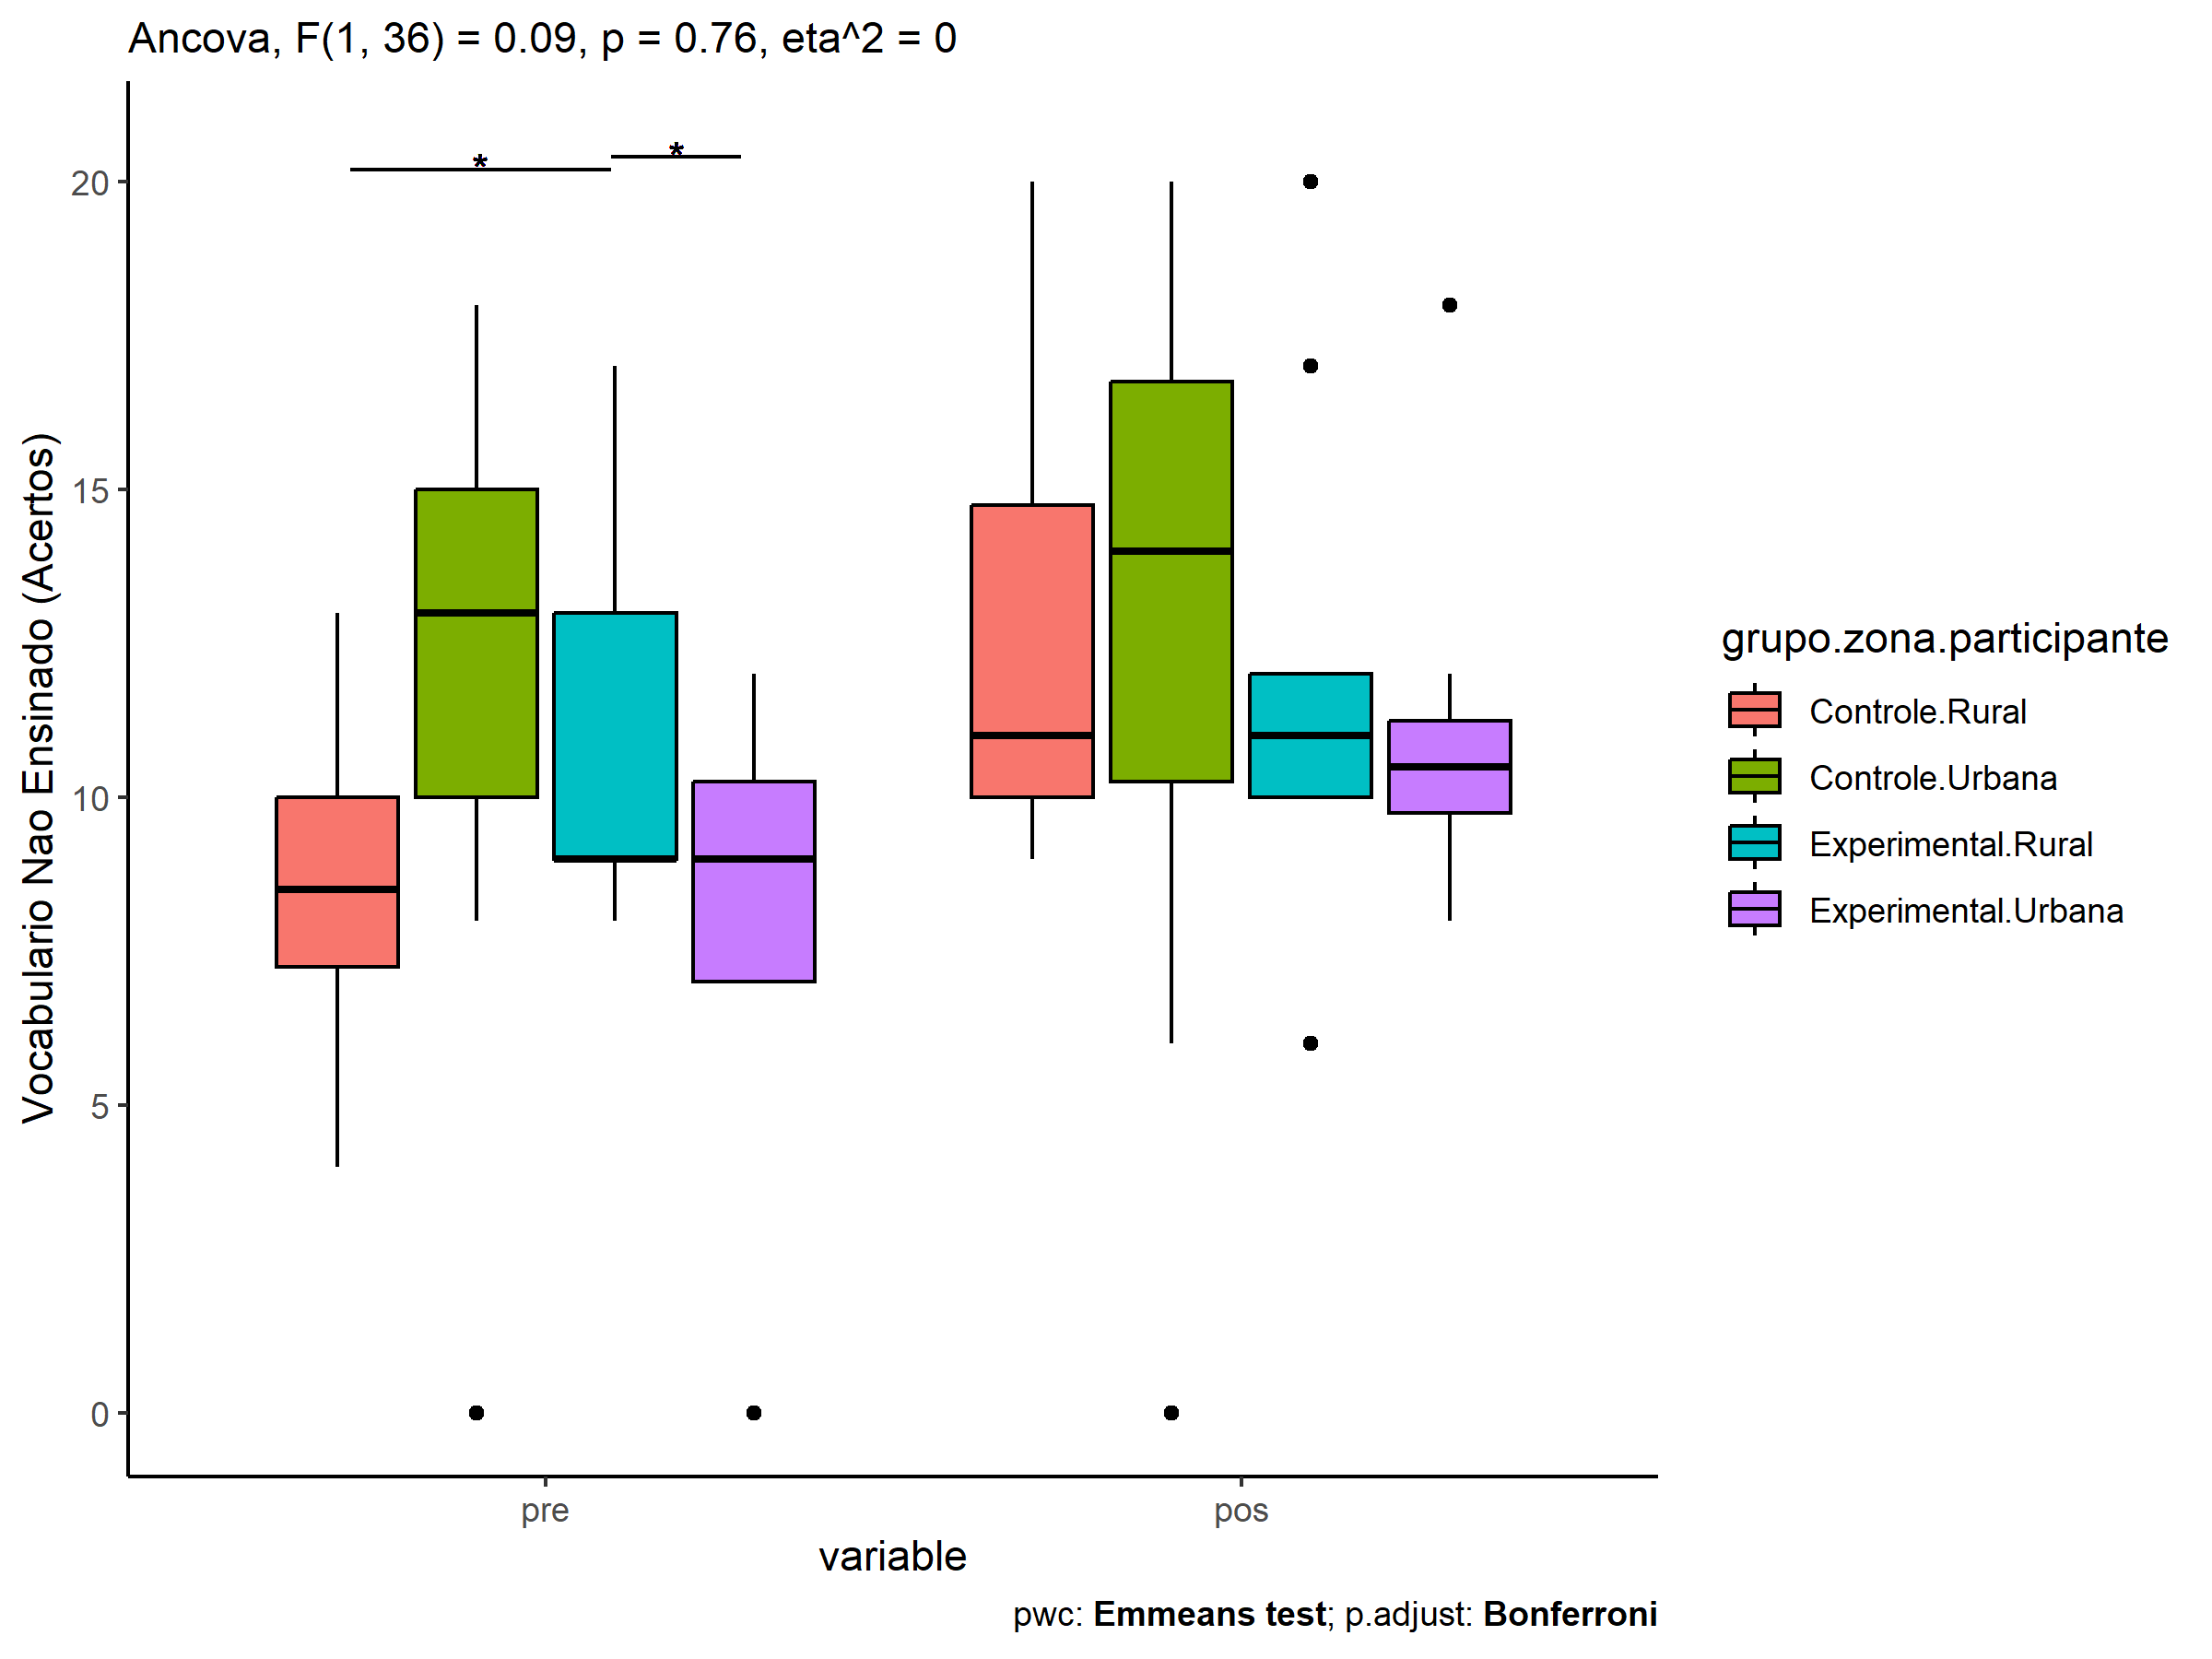 Ancova, F(1, 36) = 0.09, p = 0.76, eta^2 = 0
Vocabulario Nao Ensinado (Acertos)
20
15
10
5
0
*
*
pre
pos
variable
grupo.zona.participante
Controle.Rural
Controle.Urbana
Experimental.Rural
Experimental.Urbana
pwc: Emmeans test; p.adjust: Bonferroni